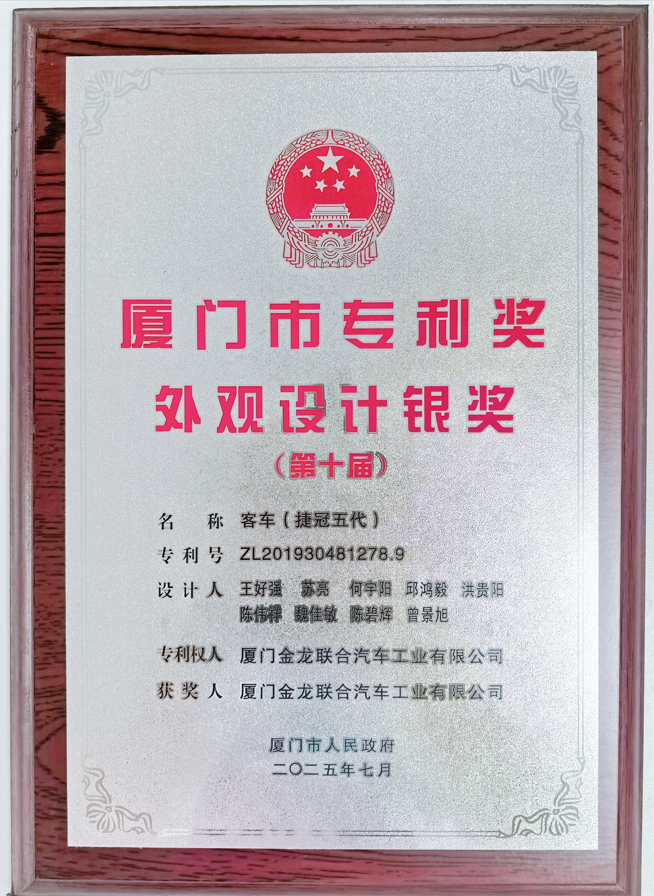 厦门市专利奖
外观设计银奖
（第十届）
名 称 客车（捷冠五代）
专利号 ZL201930481278.9
设计人 王好强 苏亮 何宇阳 邱鸿毅 洪贵阳
陈伟祥 魏佳敏 陈碧辉 曾景旭
专利权人 厦门金龙联合汽车工业有限公司
获奖人 厦门金龙联合汽车工业有限公司
厦门市人民政府
二〇二五年七月